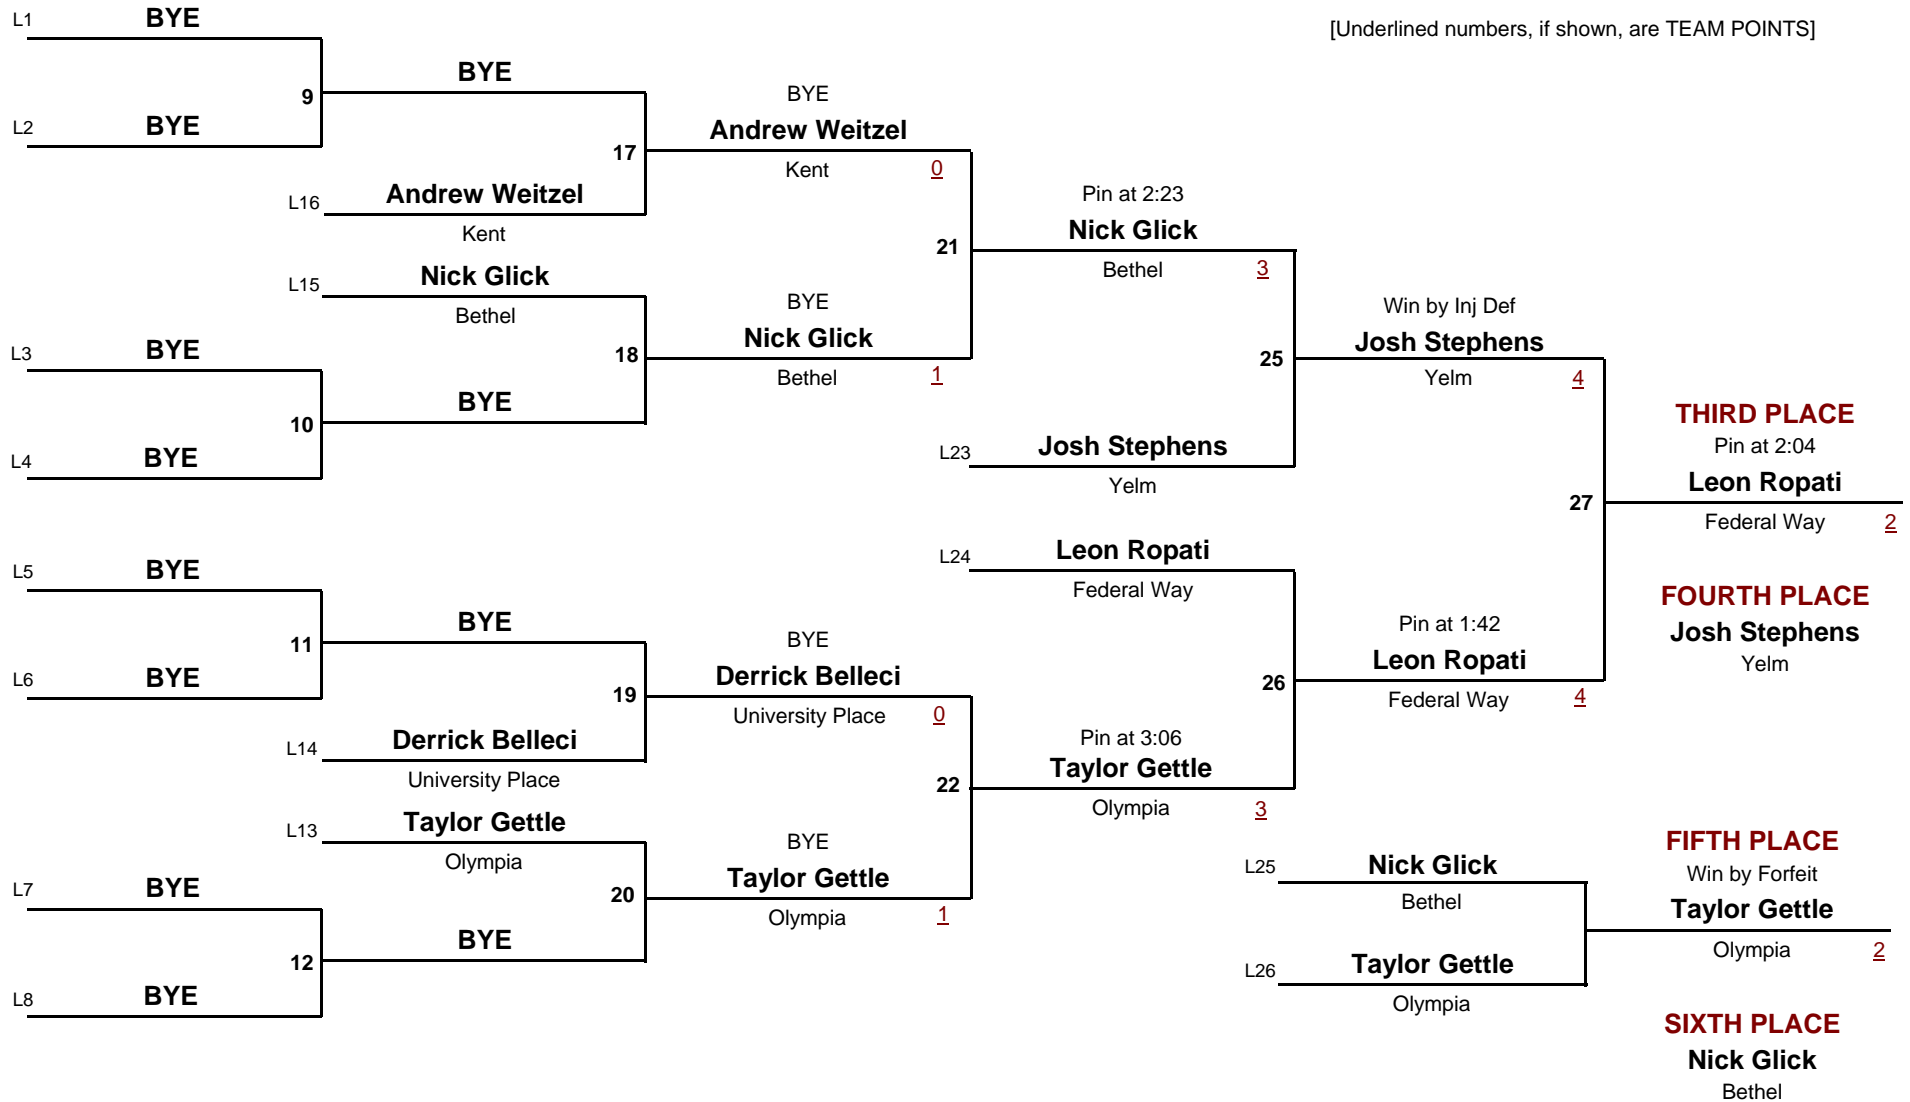 L1 BYE
[Underlined numbers, if shown, are TEAM POINTS]
9
BYE
L2 BYE
17
BYE
Andrew Weitzel
Kent 0
L16 Andrew Weitzel
Kent
21
Pin at 2:23
Nick Glick
Bethel 3
L15 Nick Glick
Bethel
18
BYE
Nick Glick
Bethel 1
L3 BYE
10
BYE
L4 BYE
25
Win by Inj Def
Josh Stephens
Yelm 4
L23 Josh Stephens
Yelm
27
THIRD PLACE
Pin at 2:04
Leon Ropati
Federal Way 2
L24 Leon Ropati
Federal Way
FOURTH PLACE
Josh Stephens
Yelm
26
Pin at 1:42
Leon Ropati
Federal Way 4
L5 BYE
11
BYE
L6 BYE
19
BYE
Derrick Belleci
University Place 0
L14 Derrick Belleci
University Place
22
Pin at 3:06
Taylor Gettle
Olympia 3
L13 Taylor Gettle
Olympia
20
BYE
Taylor Gettle
Olympia 1
L7 BYE
12
BYE
L8 BYE
L25 Nick Glick
Bethel
FIFTH PLACE
Win by Forfeit
Taylor Gettle
Olympia 2
L26 Taylor Gettle
Olympia
SIXTH PLACE
Nick Glick
Bethel